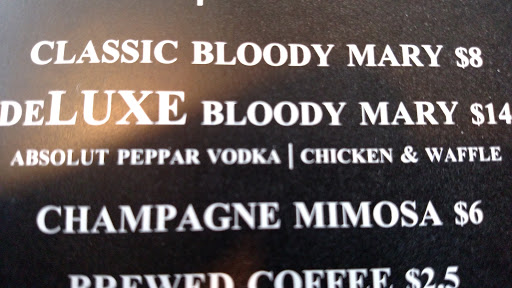 CLASSIC BLOODY MARY $8
DELUXE BLOODY MARY $14
ABSOLUT PEPPAR VODKA | CHICKEN & WAFFLE
CHAMPAGNE MIMOSA $6
BREWED COFFEE $2.5